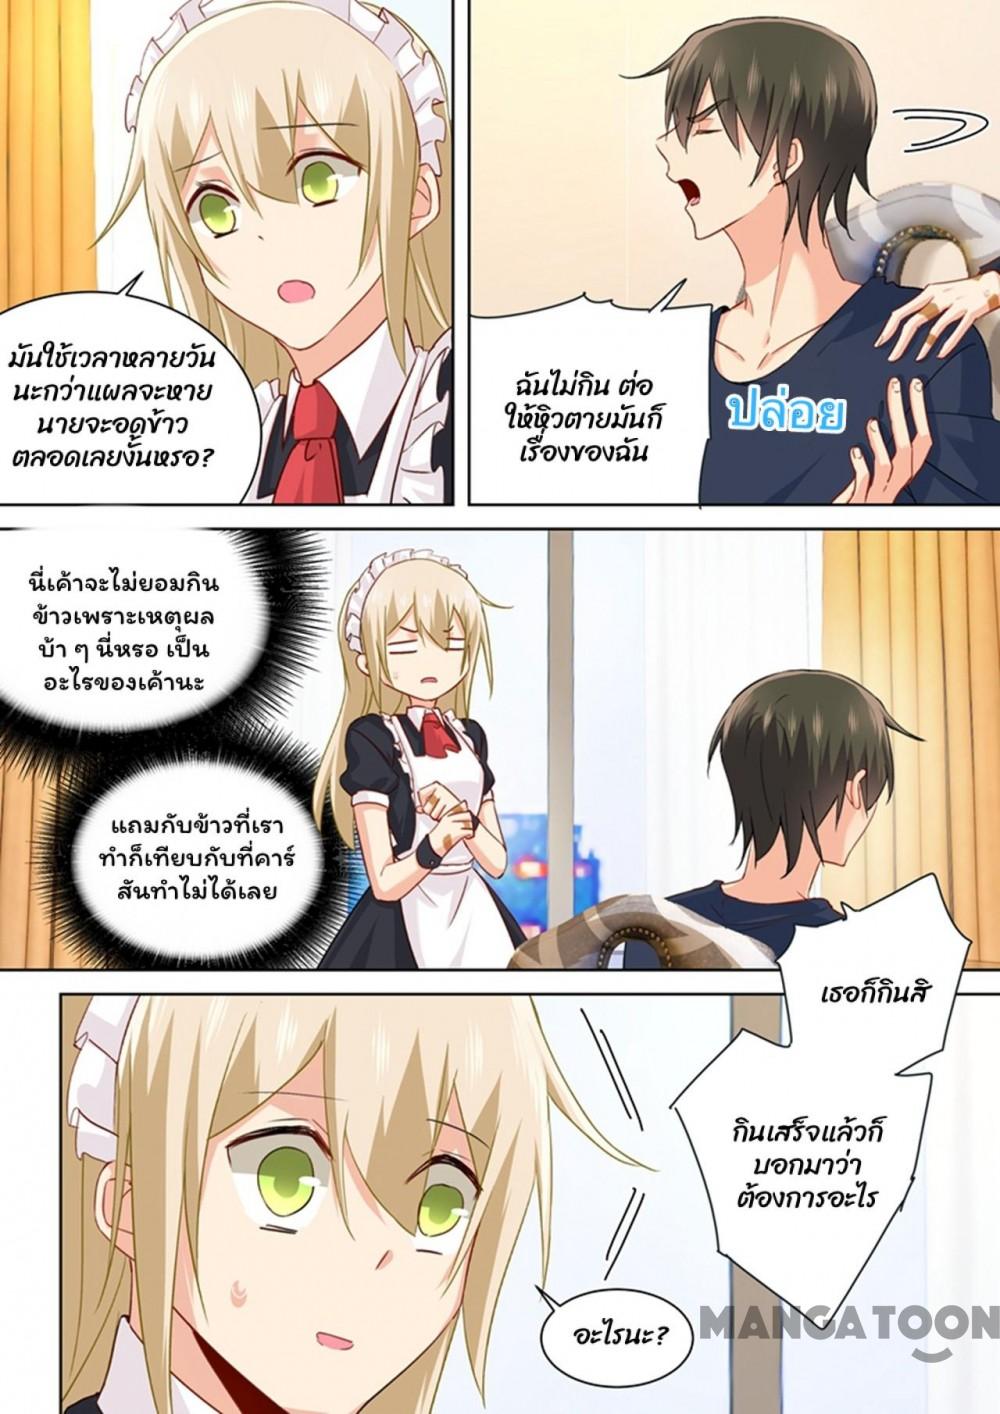 มันใช้เวลาหลายวัน
นะกว่าแผลจะหาย
นายจะอดข้าว
ตลอดเลยงั้นหรอ?
ฉันไม่กิน ต่อ
ให้หิวตายมันก็
เรื่องของฉัน
ปล่อย
นี่เค้าจะไม่ยอมกิน
ข้าวเพราะเหตุผล
บ้า ๆ นี่หรอ เป็น
อะไรของเค้านะ
แถมกับข้าวที่เรา
ทำก็เทียบกับที่คาร์
สันทำไม่ได้เลย
เธอก็กินสิ
กินเสร็จแล้วก็
บอกมาว่า
ต้องการอะไร
อะไรนะ?
MANGATOON